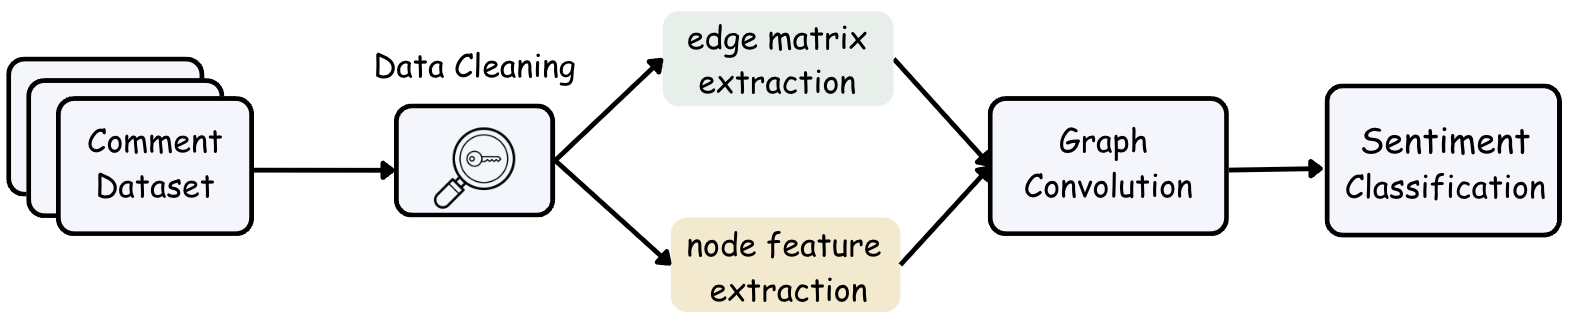 Comment
Dataset
Data Cleaning
edge matrix
extraction
node feature
extraction
Graph
Convolution
Sentiment
Classification